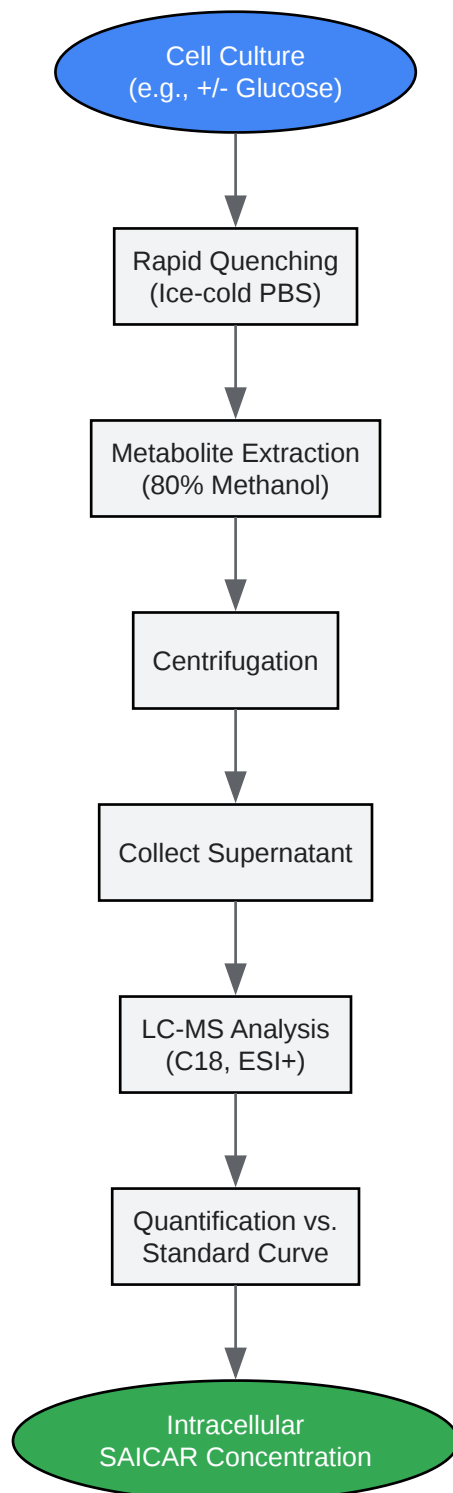 Cell Culture
(e.g., +/- Glucose)
Rapid Quenching
(Ice-cold PBS)
Metabolite Extraction
(80% Methanol)
Centrifugation
Collect Supernatant
LC-MS Analysis
(C18, ESI+)
Quantification vs.
Standard Curve
Intracellular
SAICAR Concentration